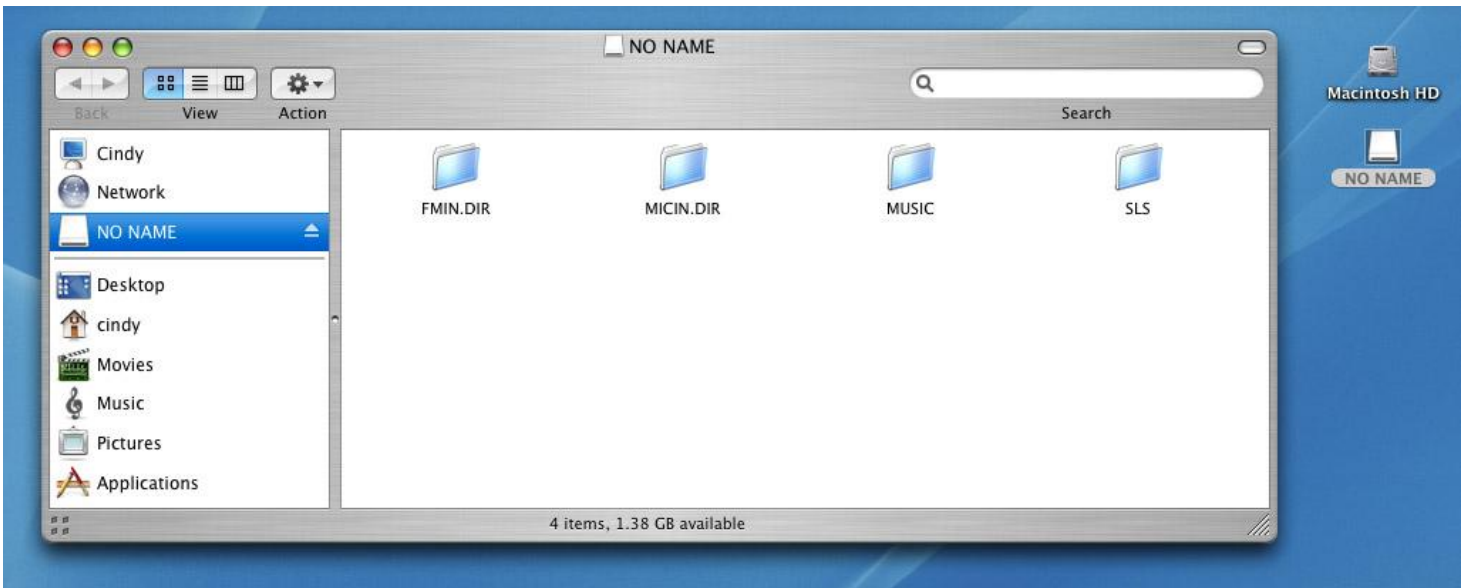 NO NAME
Back View Action Search
Macintosh HD
NO NAME
Cindy
Network
NO NAME
Desktop
cindy
Movies
Music
Pictures
Applications
FMIN.DIR MICIN.DIR MUSIC SLS
4 items, 1.38 GB available